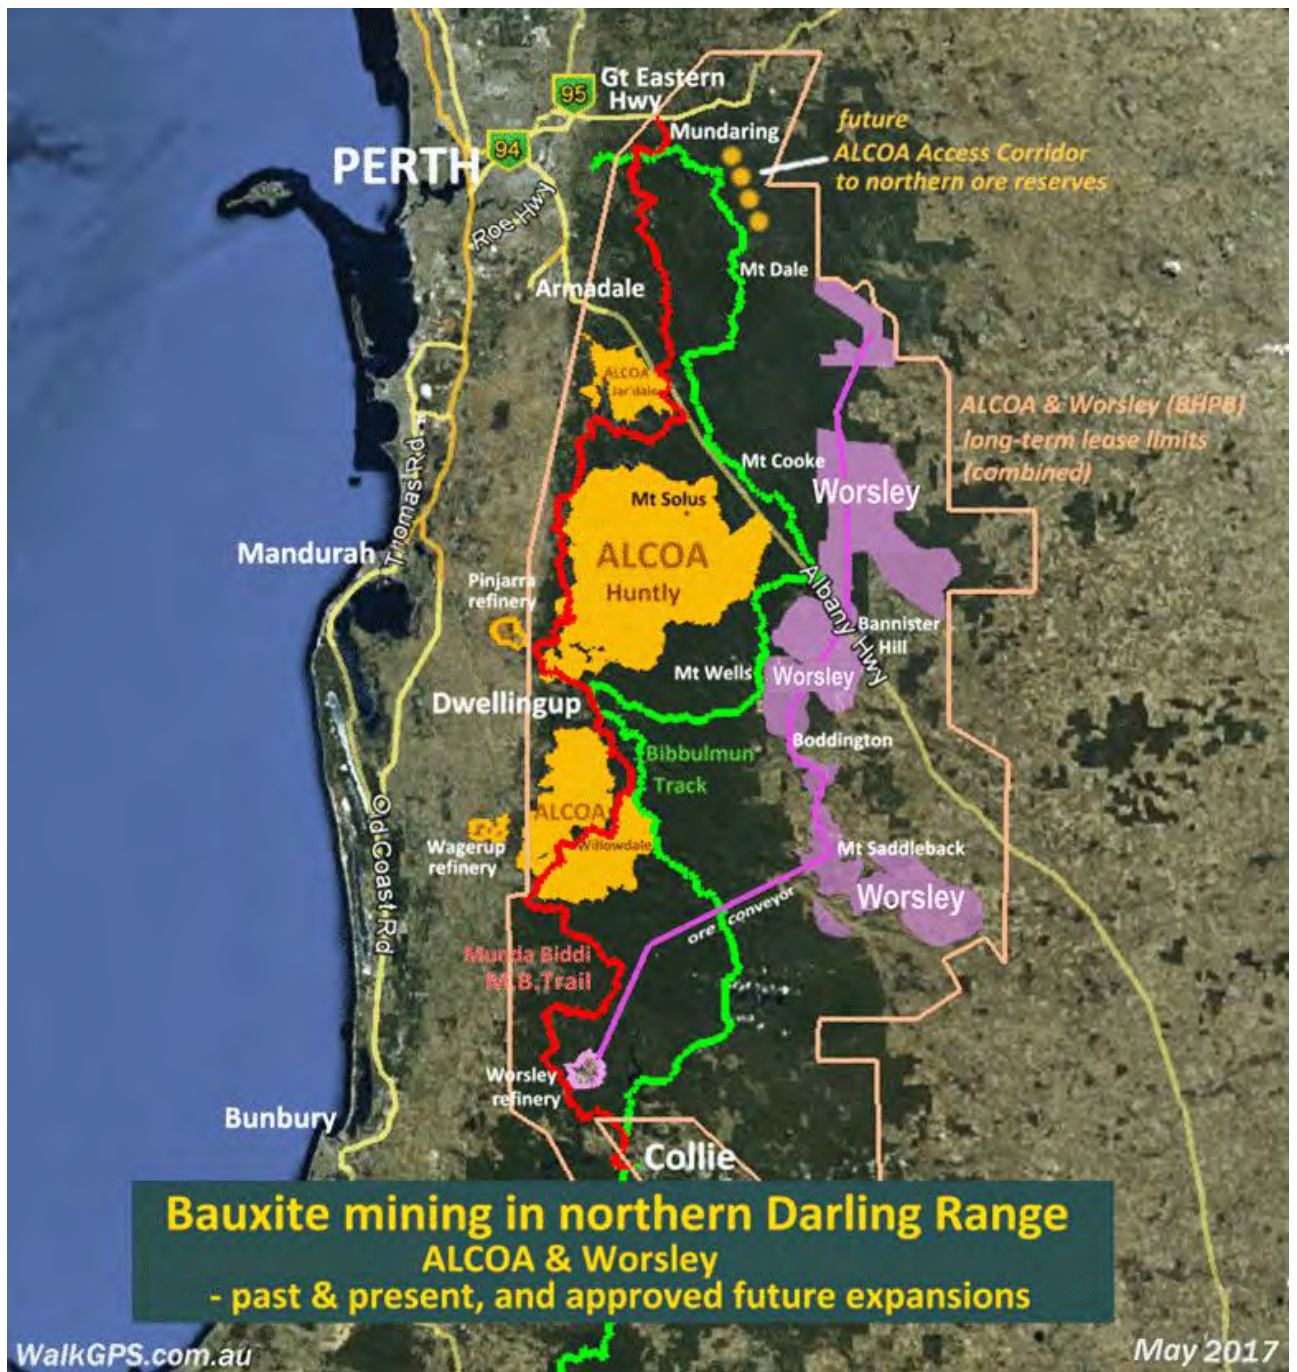 Gt Eastern
Hwy
95
Mundaring
94
PERTH
future
ALCOA Access Corridor
to northern ore reserves
Roe Hwy
Mt Dale
Armadale
ALCOA
Jar'dale
ALCOA & Worsley (BHPB)
long-term lease limits
(combined)
Mt Cooke
Thomas Rd
Worsley
Mt Solus
ALCOA
Huntly
Mandurah
Pinjarra
refinery
Albany Hwy
Bannister
Hill
Mt Wells
Worsley
Dwellingup
Boddington
Bibbulmun
Track
Old Coast Rd
ALCOA
Willowdale
Wagerup
refinery
Mt Saddleback
Worsley
ore conveyor
Munda Biddi
M.B.Trail
Worsley
refinery
Bunbury
Collie
Bauxite mining in northern Darling Range
ALCOA & Worsley
- past & present, and approved future expansions
WalkGPS.com.au
May 2017